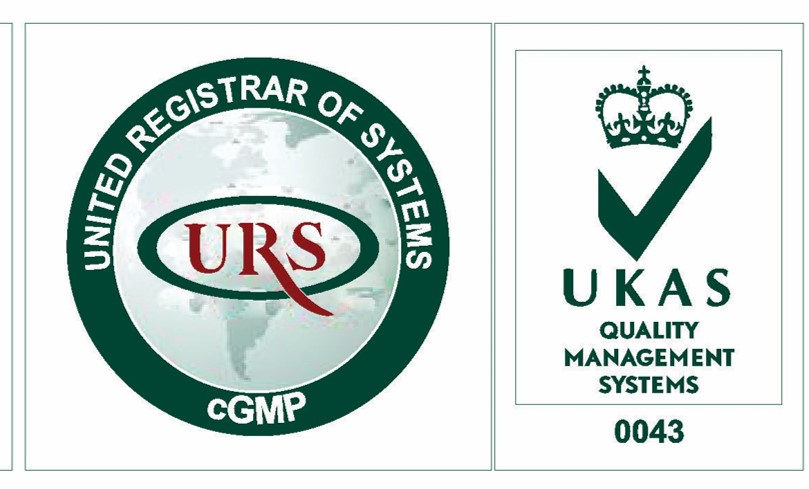 UNITED REGISTRAR OF SYSTEMS
URS
cGMP
UKAS
QUALITY
MANAGEMENT
SYSTEMS
0043